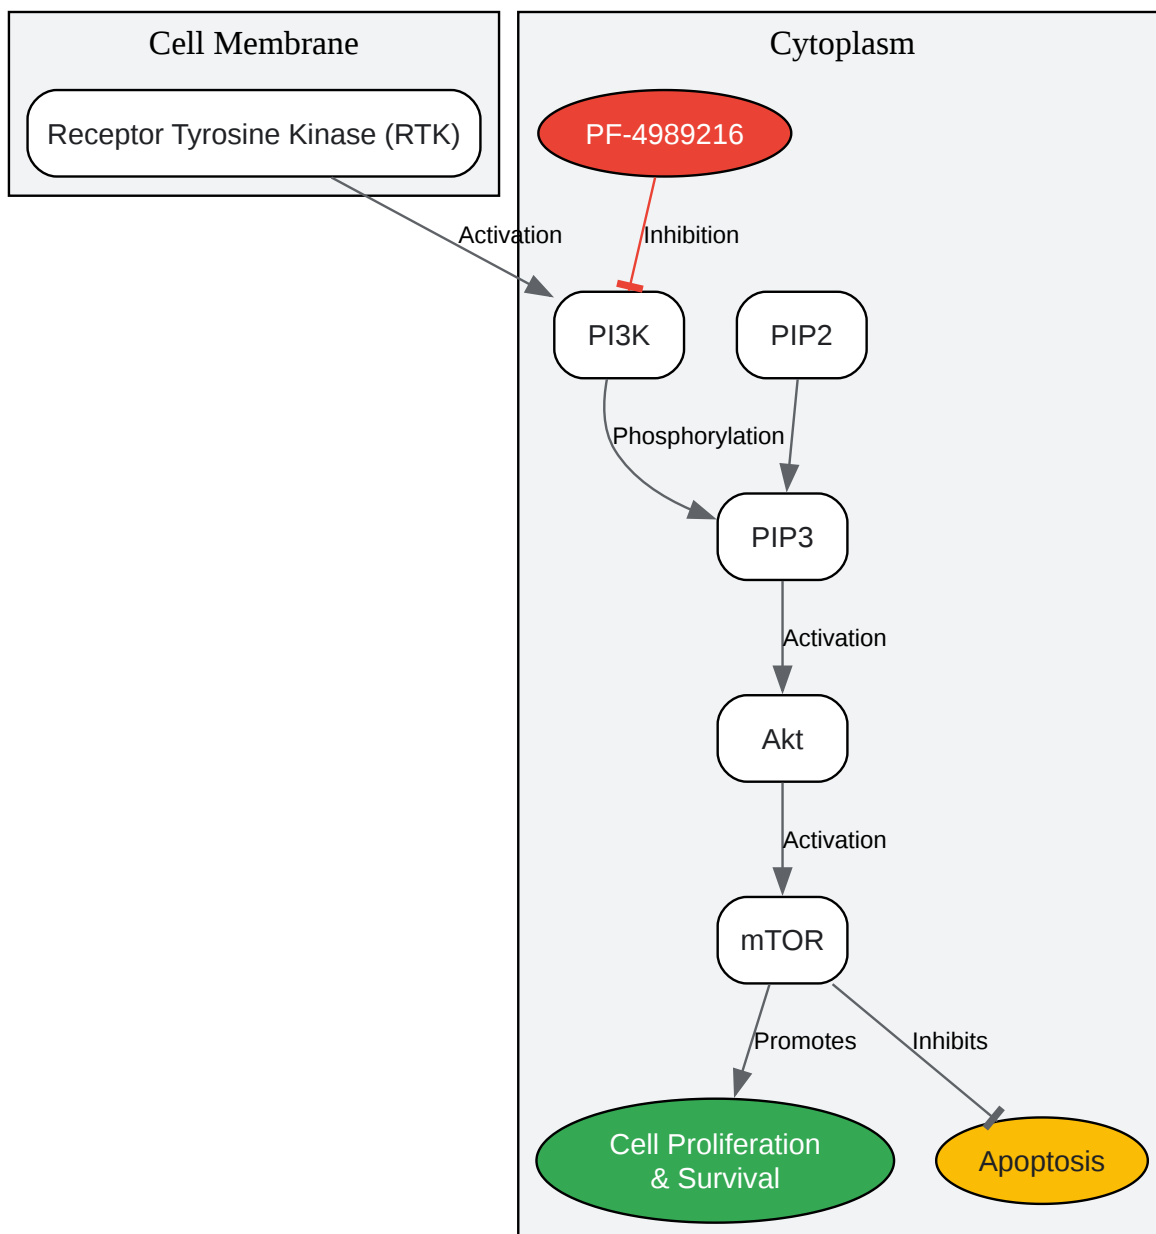 Cell Membrane
Cytoplasm
Receptor Tyrosine Kinase (RTK)
PF-4989216
Activation
Inhibition
PI3K
PIP2
Phosphorylation
PIP3
Activation
Akt
Activation
mTOR
Promotes
Inhibits
Cell Proliferation
& Survival
Apoptosis